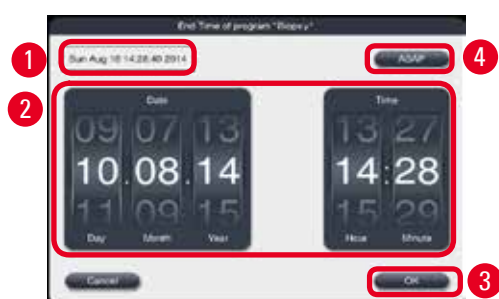 End Time of program "Biopsy"
1
Sun Aug 10 14:28:40 2014
ASAP
4
2
Date
Time
09 07 13
13 27
10.08.14
14:28
11 09 15
15 29
Day Month Year
Hour Minute
Cancel
OK
3